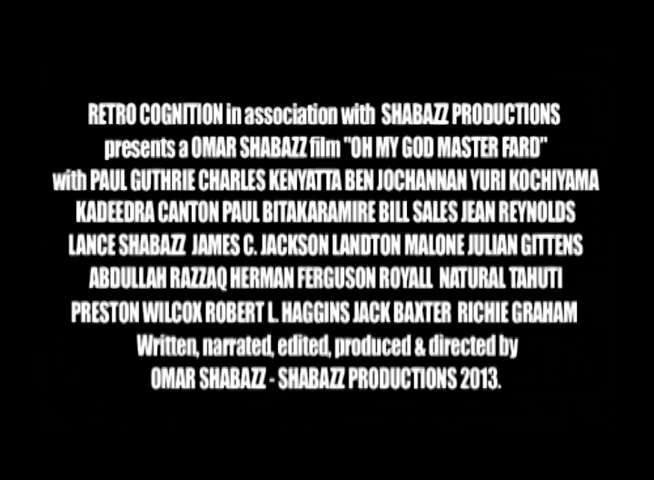 RETRO COGNITION in association with SHABAZZ PRODUCTIONS
presents a OMAR SHABAZZ film "OH MY GOD MASTER FARD"
with PAUL GUTHRIE CHARLES KENYATTA BEN JOCHANNAN YURI KOCHIYAMA
KADEEDRA CANTON PAUL BITAKARAMIRE BILL SALES JEAN REYNOLDS
LANCE SHABAZZ JAMES C. JACKSON LANDTON MALONE JULIAN GITTENS
ABDULLAH RAZZAQ HERMAN FERGUSON ROYALL NATURAL TAHUTI
PRESTON WILCOX ROBERT L. HAGGINS JACK BAXTER RICHIE GRAHAM
Written, narrated, edited, produced & directed by
OMAR SHABAZZ - SHABAZZ PRODUCTIONS 2013.